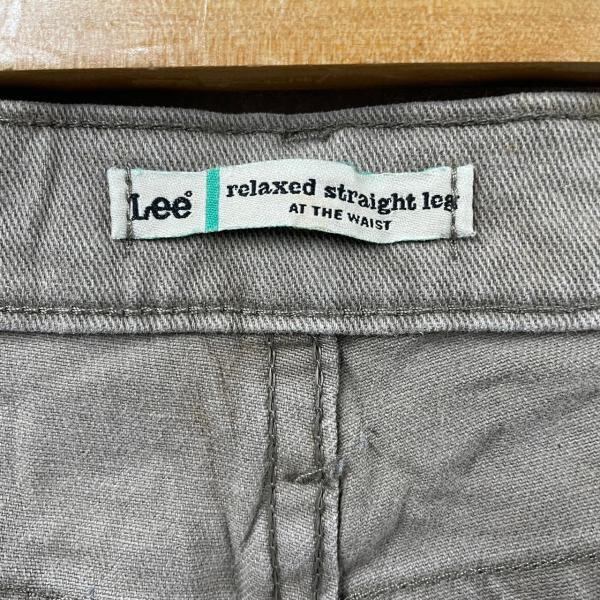 Lee
relaxed straight leg
AT THE WAIST